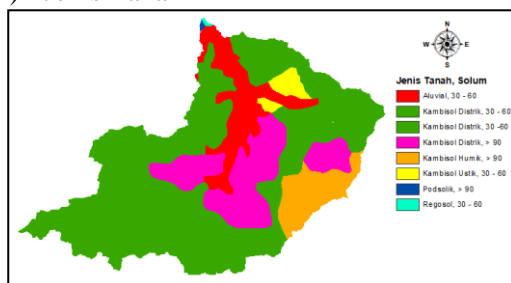 N
W E
S
Jenis Tanah, Solum
Aluvial, 30 - 60
Kambisol Distrik, 30 - 60
Kambisol Distrik, 30 -60
Kambisol Distrik, > 90
Kambisol Humik, > 90
Kambisol Ustik, 30 - 60
Podsolik, > 90
Regosol, 30 - 60